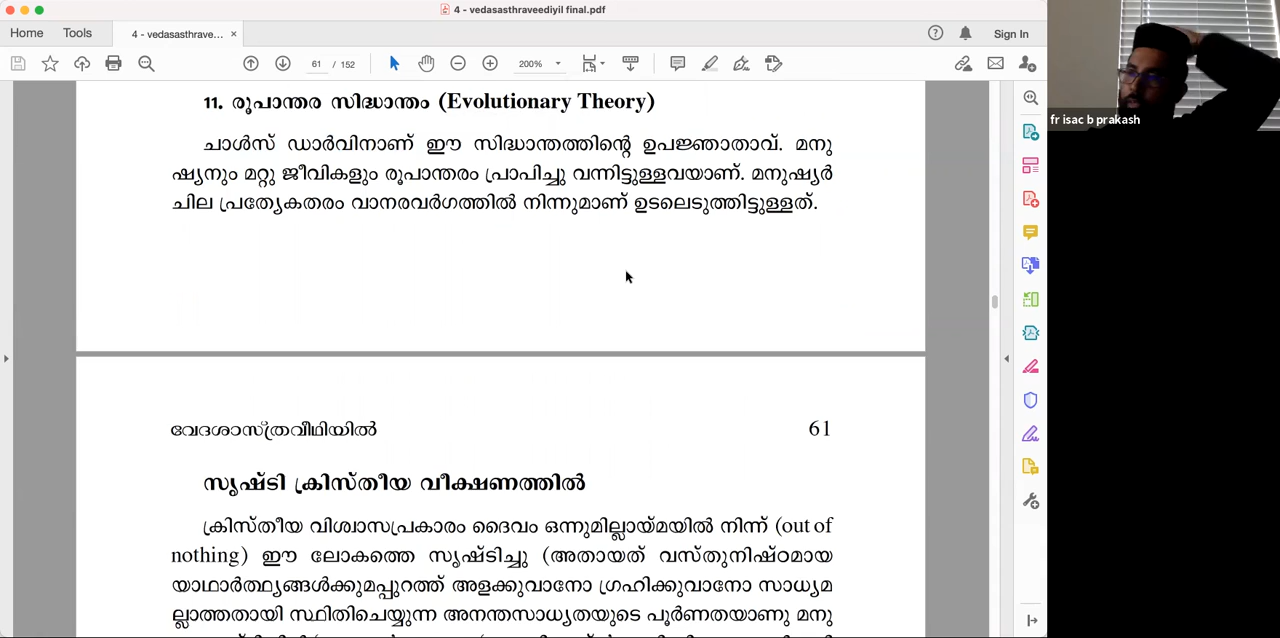 4 - vedasasthraveediyil final.pdf
Home Tools 4 - vedasasthrave... × Sign In
61 / 152 200%
fr isac b prakash
11. രൂപാന്തര സിദ്ധാന്തം (Evolutionary Theory)
ചാൾസ് ഡാർവിനാണ് ഈ സിദ്ധാന്തത്തിന്റെ ഉപജ്ഞാതാവ്. മനു
ഷ്യനും മറ്റു ജീവികളും രൂപാന്തരം പ്രാപിച്ചു വന്നിട്ടുള്ളവയാണ്. മനുഷ്യർ
ചില പ്രത്യേകതരം വാനരവർഗത്തിൽ നിന്നുമാണ് ഉടലെടുത്തിട്ടുള്ളത്.
വേദശാസ്ത്രവീഥിയിൽ 61
സൃഷ്ടി ക്രിസ്തീയ വീക്ഷണത്തിൽ
ക്രിസ്തീയ വിശ്വാസപ്രകാരം ദൈവം ഒന്നുമില്ലായ്മയിൽ നിന്ന് (out of
nothing) ഈ ലോകത്തെ സൃഷ്ടിച്ചു (അതായത് വസ്തുനിഷ്ഠമായ
യാഥാർത്ഥ്യങ്ങൾക്കുമപ്പുറത്ത് അളക്കുവാനോ ഗ്രഹിക്കുവാനോ സാധ്യമ
ല്ലാത്തതായി സ്ഥിതിചെയ്യുന്ന അനന്തസാധ്യതയുടെ പൂർണതയാണു മനു